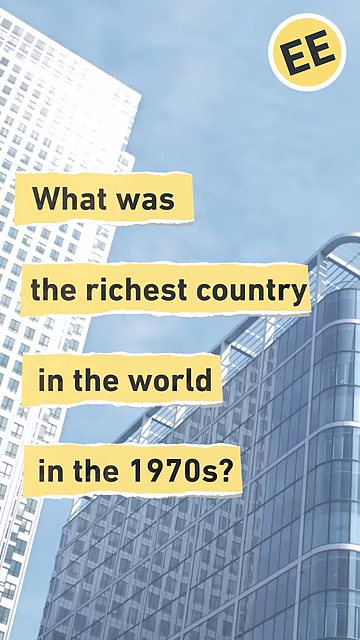 EE
What was
the richest country
in the world
in the 1970s?